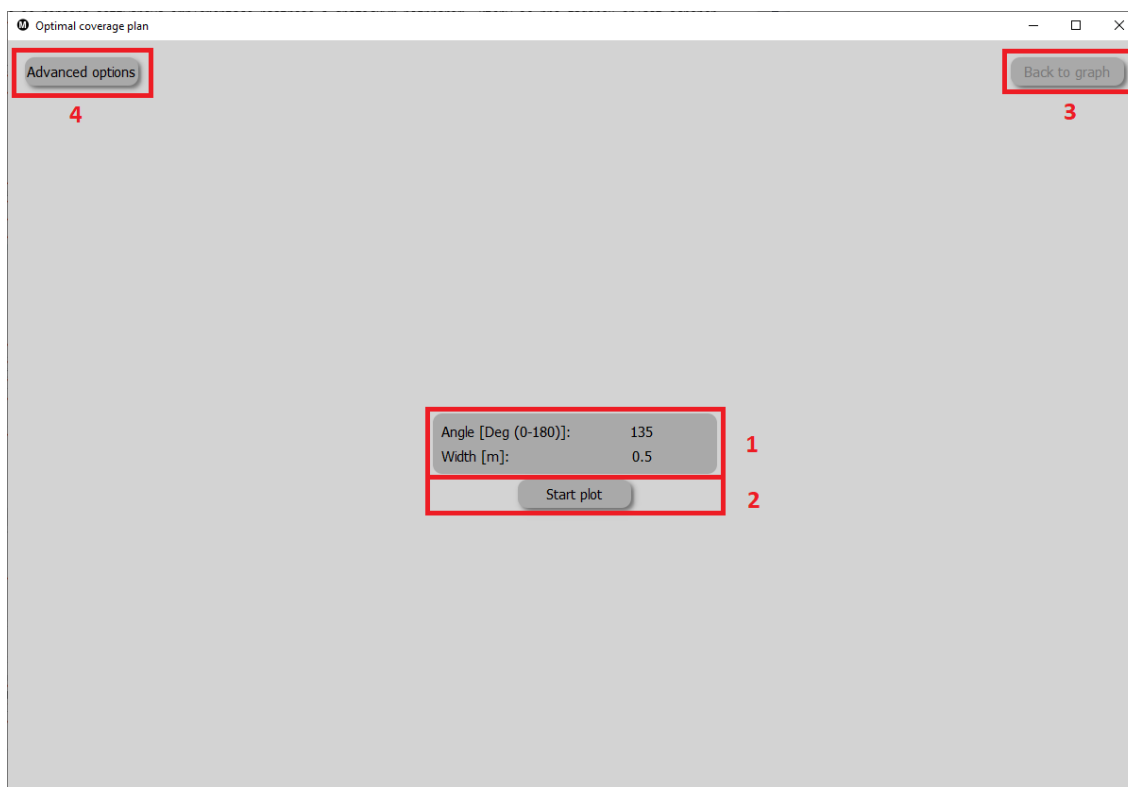 M Optimal coverage plan
Advanced options
Back to graph
4
3
Angle [Deg (0-180)]: 135
1
Width [m]: 0.5
Start plot
2